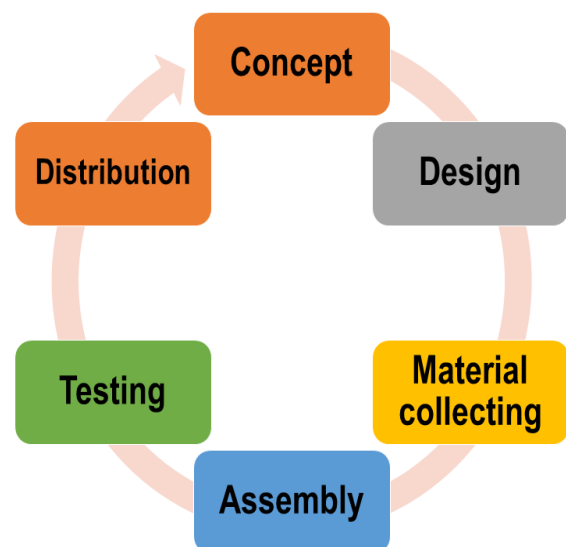 Concept
Design
Material
collecting
Assembly
Testing
Distribution